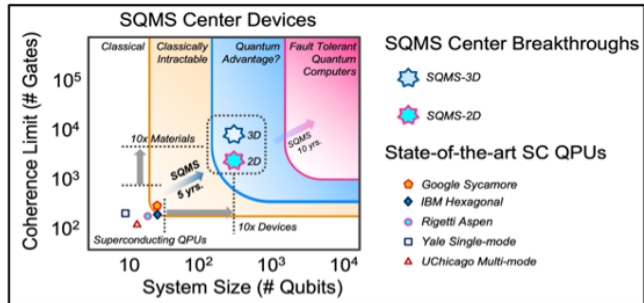 SQMS Center Devices
Classical
Classically
Intractable
Quantum
Advantage?
Fault Tolerant
Quantum
Computers
Coherence Limit (# Gates)
10⁵
10⁴
10³
10²
10x Materials
SQMS
5 yrs.
3D
2D
SQMS
10 yrs.
10x Devices
Superconducting QPUs
10
10²
10³
10⁴
System Size (# Qubits)
SQMS Center Breakthroughs
SQMS-3D
SQMS-2D
State-of-the-art SC QPUs
Google Sycamore
IBM Hexagonal
Rigetti Aspen
Yale Single-mode
UChicago Multi-mode